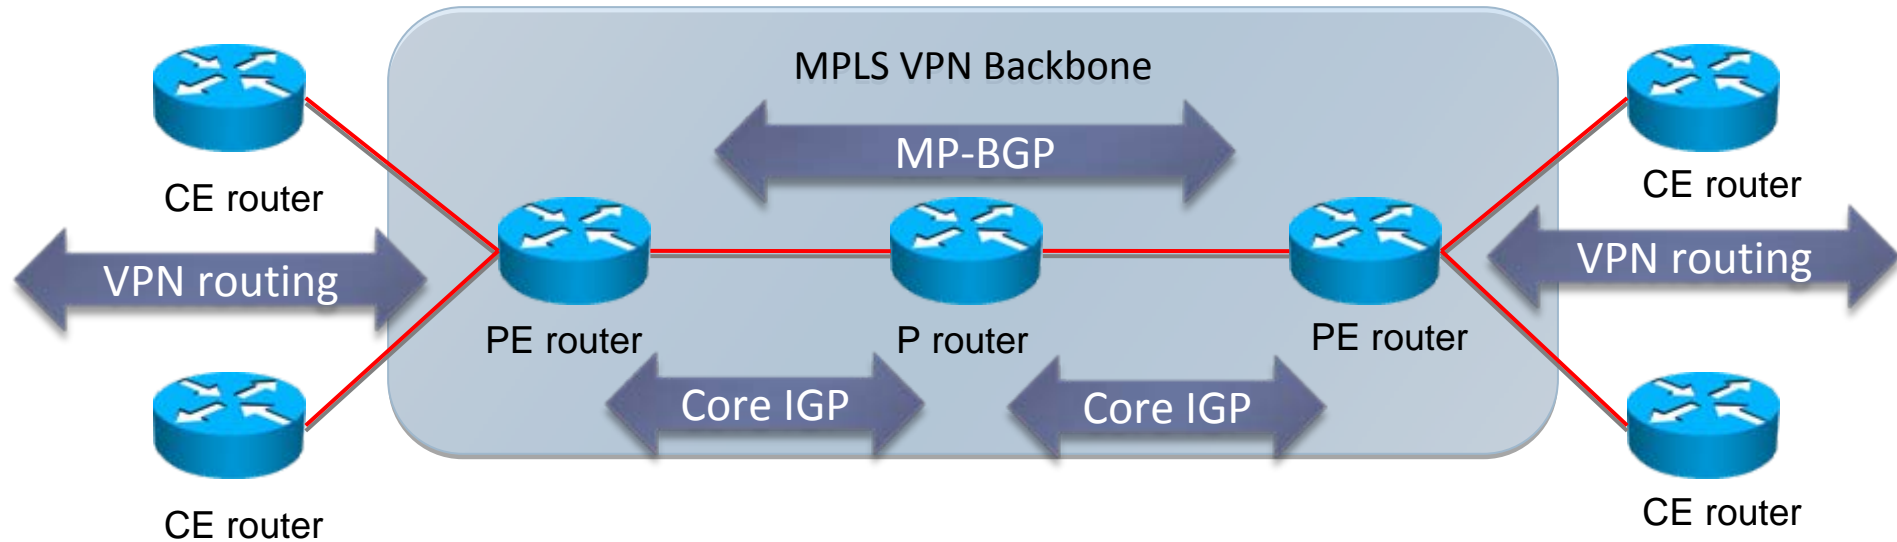 MPLS VPN Backbone
MP-BGP
CE router
CE router
VPN routing
VPN routing
PE router
P router
PE router
Core IGP
Core IGP
CE router
CE router